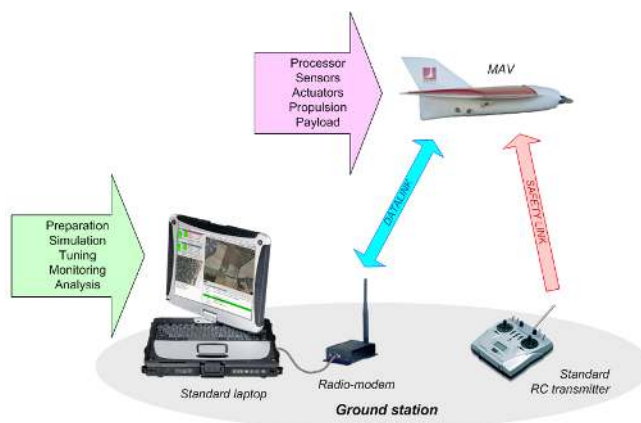 Processor
Sensors
Actuators
Propulsion
Payload
MAV
DATALINK
SAFETY LINK
Preparation
Simulation
Tuning
Monitoring
Analysis
Standard laptop
Radio-modem
Standard
RC transmitter
Ground station